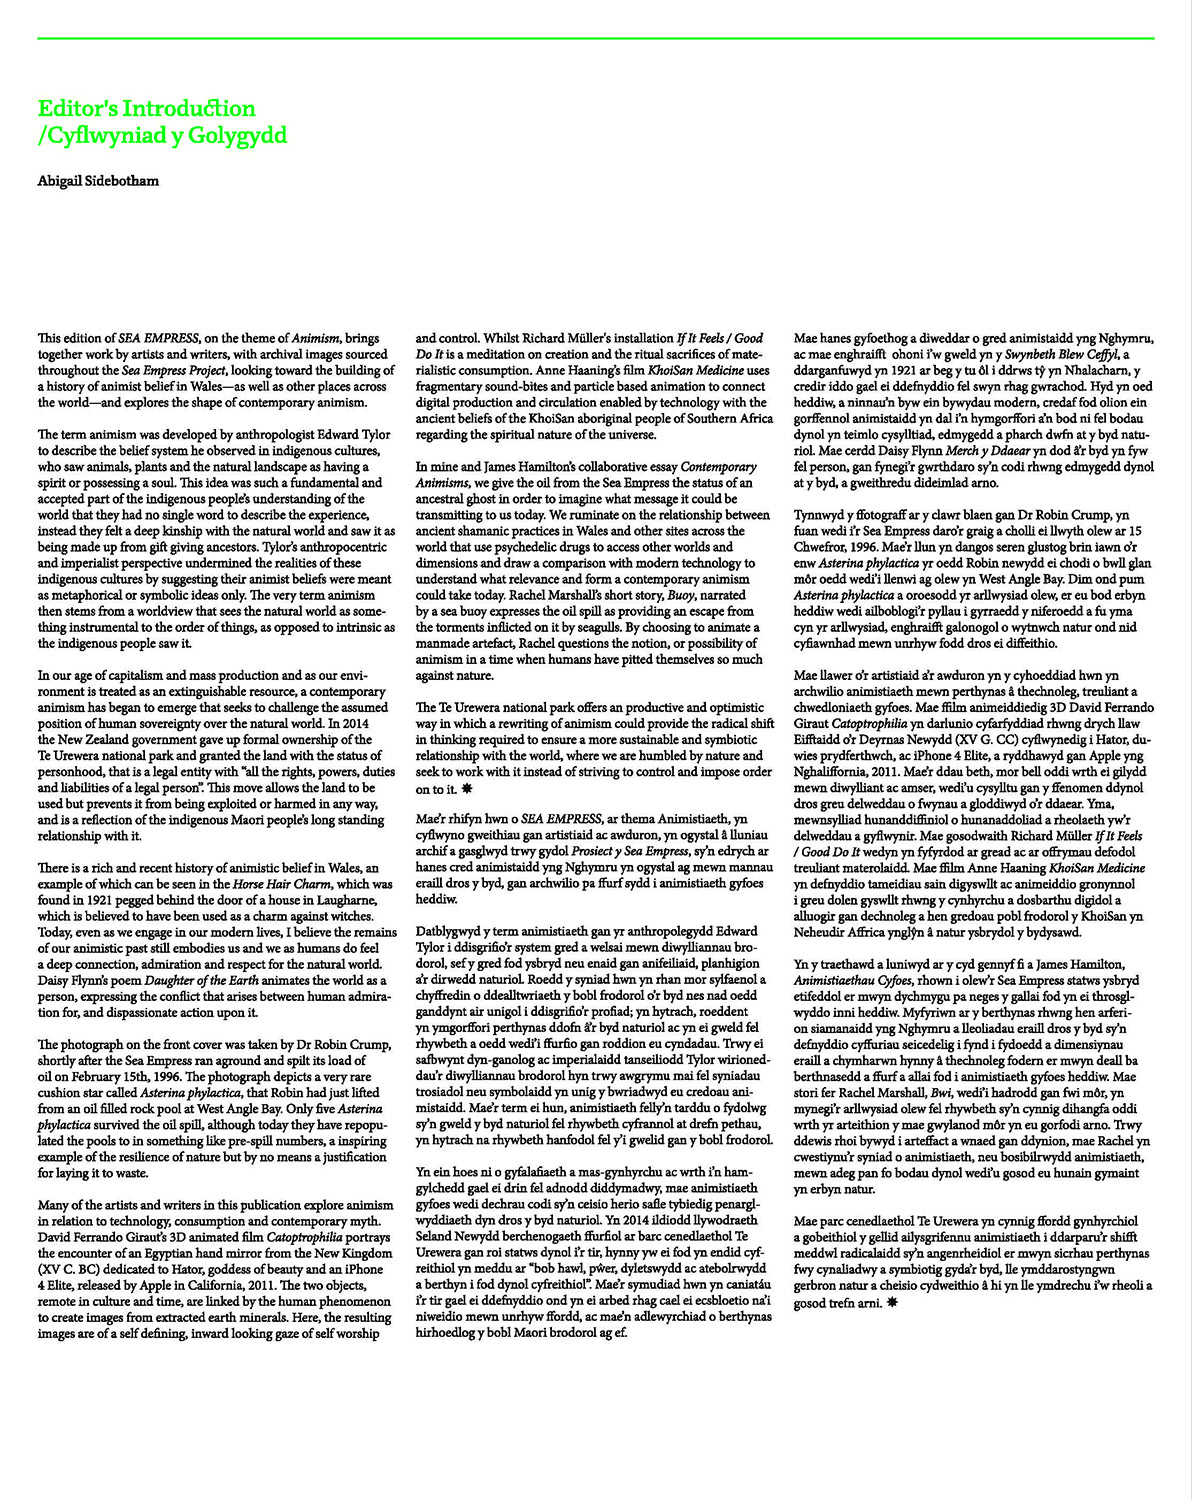 Editor's Introduction
/Cyflwyniad y Golygydd
Abigail Sidebotham
This edition of SEA EMPRESS, on the theme of Animism, brings
together work by artists and writers, with archival images sourced
throughout the Sea Empress Project, looking toward the building of
a history of animist belief in Wales—as well as other places across
the world—and explores the shape of contemporary animism.
The term animism was developed by anthropologist Edward Tylor
to describe the belief system he observed in indigenous cultures,
who saw animals, plants and the natural landscape as having a
spirit or possessing a soul. This idea was such a fundamental and
accepted part of the indigenous people's understanding of the
world that they had no single word to describe the experience,
instead they felt a deep kinship with the natural world and saw it as
being made up from gift giving ancestors. Tylor's anthropocentric
and imperialist perspective undermined the realities of these
indigenous cultures by suggesting their animist beliefs were meant
as metaphorical or symbolic ideas only. The very term animism
then stems from a worldview that sees the natural world as some-
thing instrumental to the order of things, as opposed to intrinsic as
the indigenous people saw it.
In our age of capitalism and mass production and as our envi-
ronment is treated as an extinguishable resource, a contemporary
animism has began to emerge that seeks to challenge the assumed
position of human sovereignty over the natural world. In 2014
the New Zealand government gave up formal ownership of the
Te Urewera national park and granted the land with the status of
personhood, that is a legal entity with "all the rights, powers, duties
and liabilities of a legal person". This move allows the land to be
used but prevents it from being exploited or harmed in any way,
and is a reflection of the indigenous Maori people's long standing
relationship with it.
There is a rich and recent history of animistic belief in Wales, an
example of which can be seen in the Horse Hair Charm, which was
found in 1921 pegged behind the door of a house in Laugharne,
which is believed to have been used as a charm against witches.
Today, even as we engage in our modern lives, I believe the remains
of our animistic past still embodies us and we as humans do feel
a deep connection, admiration and respect for the natural world.
Daisy Flynn's poem Daughter of the Earth animates the world as a
person, expressing the conflict that arises between human admira-
tion for, and dispassionate action upon it.
The photograph on the front cover was taken by Dr Robin Crump,
shortly after the Sea Empress ran aground and spilt its load of
oil on February 15th, 1996. The photograph depicts a very rare
cushion star called Asterina phylactica, that Robin had just lifted
from an oil filled rock pool at West Angle Bay. Only five Asterina
phylactica survived the oil spill, although today they have repopu-
lated the pools to in something like pre-spill numbers, a inspiring
example of the resilience of nature but by no means a justification
for laying it to waste.
Many of the artists and writers in this publication explore animism
in relation to technology, consumption and contemporary myth.
David Ferrando Giraut's 3D animated film Catoptrophilia portrays
the encounter of an Egyptian hand mirror from the New Kingdom
(XV C. BC) dedicated to Hator, goddess of beauty and an iPhone
4 Elite, released by Apple in California, 2011. The two objects,
remote in culture and time, are linked by the human phenomenon
to create images from extracted earth minerals. Here, the resulting
images are of a self defining, inward looking gaze of self worship
and control. Whilst Richard Müller's installation If It Feels / Good
Do It is a meditation on creation and the ritual sacrifices of mate-
rialistic consumption. Anne Haaning's film KhoiSan Medicine uses
fragmentary sound-bites and particle based animation to connect
digital production and circulation enabled by technology with the
ancient beliefs of the KhoiSan aboriginal people of Southern Africa
regarding the spiritual nature of the universe.
In mine and James Hamilton's collaborative essay Contemporary
Animisms, we give the oil from the Sea Empress the status of an
ancestral ghost in order to imagine what message it could be
transmitting to us today. We ruminate on the relationship between
ancient shamanic practices in Wales and other sites across the
world that use psychedelic drugs to access other worlds and
dimensions and draw a comparison with modern technology to
understand what relevance and form a contemporary animism
could take today. Rachel Marshall's short story, Buoy, narrated
by a sea buoy expresses the oil spill as providing an escape from
the torments inflicted on it by seagulls. By choosing to animate a
manmade artefact, Rachel questions the notion, or possibility of
animism in a time when humans have pitted themselves so much
against nature.
The Te Urewera national park offers an productive and optimistic
way in which a rewriting of animism could provide the radical shift
in thinking required to ensure a more sustainable and symbiotic
relationship with the world, where we are humbled by nature and
seek to work with it instead of striving to control and impose order
on to it. ✸
Mae'r rhifyn hwn o SEA EMPRESS, ar thema Animistiaeth, yn
cyflwyno gweithiau gan artistiaid ac awduron, yn ogystal â lluniau
archif a gasglwyd trwy gydol Prosiect y Sea Empress, sy'n edrych ar
hanes cred animistaidd yng Nghymru yn ogystal ag mewn mannau
eraill dros y byd, gan archwilio pa ffurf sydd i animistiaeth gyfoes
heddiw.
Datblygwyd y term animistiaeth gan yr anthropolegydd Edward
Tylor i ddisgrifio'r system gred a welsai mewn diwylliannau bro-
dorol, sef y gred fod ysbryd neu enaid gan anifeiliaid, planhigion
a'r dirwedd naturiol. Roedd y syniad hwn yn rhan mor sylfaenol a
chyffredin o ddealltwriaeth y bobl frodorol o'r byd nes nad oedd
ganddynt air unigol i ddisgrifio'r profiad; yn hytrach, roeddent
yn ymgorffori perthynas ddofn â'r byd naturiol ac yn ei gweld fel
rhywbeth a oedd wedi'i ffurfio gan roddion eu cyndadau. Trwy ei
safbwynt dyn-ganolog ac imperialaidd tanseiliodd Tylor wirioned-
dau'r diwylliannau brodorol hyn trwy awgrymu mai fel syniadau
trosiadol neu symbolaidd yn unig y bwriadwyd eu credoau ani-
mistaidd. Mae'r term ei hun, animistiaeth felly'n tarddu o fydolwg
sy'n gweld y byd naturiol fel rhywbeth cyfrannol at drefn pethau,
yn hytrach na rhywbeth hanfodol fel y'i gwelid gan y bobl frodorol.
Yn ein hoes ni o gyfalafiaeth a mas-gynhyrchu ac wrth i'n ham-
gylchedd gael ei drin fel adnodd diddymadwy, mae animistiaeth
gyfoes wedi dechrau codi sy'n ceisio herio safle tybiedig penargl-
wyddiaeth dyn dros y byd naturiol. Yn 2014 ildiodd llywodraeth
Seland Newydd berchenogaeth ffurfiol ar barc cenedlaethol Te
Urewera gan roi statws dynol i'r tir, hynny yw ei fod yn endid cyf-
reithiol yn meddu ar "bob hawl, pŵer, dyletswydd ac atebolrwydd
a berthyn i fod dynol cyfreithiol". Mae'r symudiad hwn yn caniatáu
i'r tir gael ei ddefnyddio ond yn ei arbed rhag cael ei ecsbloetio na'i
niweidio mewn unrhyw ffordd, ac mae'n adlewyrchiad o berthynas
hirhoedlog y bobl Maori brodorol ag ef.
Mae hanes gyfoethog a diweddar o gred animistaidd yng Nghymru,
ac mae enghraifft ohoni i'w gweld yn y Swynbeth Blew Ceffyl, a
ddarganfuwyd yn 1921 ar beg y tu ôl i ddrws tŷ yn Nhalacharn, y
credir iddo gael ei ddefnyddio fel swyn rhag gwrachod. Hyd yn oed
heddiw, a ninnau'n byw ein bywydau modern, credaf fod olion ein
gorffennol animistaidd yn dal i'n hymgorffori a'n bod ni fel bodau
dynol yn teimlo cysylltiad, edmygedd a pharch dwfn at y byd natu-
riol. Mae cerdd Daisy Flynn Merch y Ddaear yn dod â'r byd yn fyw
fel person, gan fynegi'r gwrthdaro sy'n codi rhwng edmygedd dynol
at y byd, a gweithredu dideimlad arno.
Tynnwyd y ffotograff ar y clawr blaen gan Dr Robin Crump, yn
fuan wedi i'r Sea Empress daro'r graig a cholli ei llwyth olew ar 15
Chwefror, 1996. Mae'r llun yn dangos seren glustog brin iawn o'r
enw Asterina phylactica yr oedd Robin newydd ei chodi o bwll glan
môr oedd wedi'i llenwi ag olew yn West Angle Bay. Dim ond pum
Asterina phylactica a oroesodd yr arllwysiad olew, er eu bod erbyn
heddiw wedi ailboblogi'r pyllau i gyrraedd y niferoedd a fu yma
cyn yr arllwysiad, enghraifft galonogol o wytnwch natur ond nid
cyfiawnhad mewn unrhyw fodd dros ei diffeithio.
Mae llawer o'r artistiaid a'r awduron yn y cyhoeddiad hwn yn
archwilio animistiaeth mewn perthynas â thechnoleg, treuliant a
chwedloniaeth gyfoes. Mae ffilm animeiddiedig 3D David Ferrando
Giraut Catoptrophilia yn darlunio cyfarfyddiad rhwng drych llaw
Eifftaidd o'r Deyrnas Newydd (XV G. CC) cyflwynedig i Hator, du-
wies prydferthwch, ac iPhone 4 Elite, a ryddhawyd gan Apple yng
Nghaliffornia, 2011. Mae'r ddau beth, mor bell oddi wrth ei gilydd
mewn diwylliant ac amser, wedi'u cysylltu gan y ffenomen ddynol
dros greu delweddau o fwynau a gloddiwyd o'r ddaear. Yma,
mewnsylliad hunanddiffiniol o hunanaddoliad a rheolaeth yw'r
delweddau a gyflwynir. Mae gosodwaith Richard Müller If It Feels
/ Good Do It wedyn yn fyfyrdod ar gread ac ar offrymau defodol
treuliant materolaidd. Mae ffilm Anne Haaning KhoiSan Medicine
yn defnyddio tameidiau sain digyswllt ac animeiddio gronynnol
i greu dolen gyswllt rhwng y cynhyrchu a dosbarthu digidol a
alluogir gan dechnoleg a hen gredoau pobl frodorol y KhoiSan yn
Neheudir Affrica ynglŷn â natur ysbrydol y bydysawd.
Yn y traethawd a luniwyd ar y cyd gennyf fi a James Hamilton,
Animistiaethau Cyfoes, rhown i olew'r Sea Empress statws ysbryd
etifeddol er mwyn dychmygu pa neges y gallai fod yn ei throsgl-
wyddo inni heddiw. Myfyriwn ar y berthynas rhwng hen arferi-
on siamanaidd yng Nghymru a lleoliadau eraill dros y byd sy'n
defnyddio cyffuriau seicedelig i fynd i fydoedd a dimensiynau
eraill a chymharwn hynny â thechnoleg fodern er mwyn deall ba
berthnasedd a ffurf a allai fod i animistiaeth gyfoes heddiw. Mae
stori fer Rachel Marshall, Bwi, wedi'i hadrodd gan fwi môr, yn
mynegi'r arllwysiad olew fel rhywbeth sy'n cynnig dihangfa oddi
wrth yr arteithion y mae gwylanod môr yn eu gorfodi arno. Trwy
ddewis rhoi bywyd i arteffact a wnaed gan ddynion, mae Rachel yn
cwestiynu'r syniad o animistiaeth, neu bosibilrwydd animistiaeth,
mewn adeg pan fo bodau dynol wedi'u gosod eu hunain gymaint
yn erbyn natur.
Mae parc cenedlaethol Te Urewera yn cynnig ffordd gynhyrchiol
a gobeithiol y gellid ailysgrifennu animistiaeth i ddarparu'r shifft
meddwl radicalaidd sy'n angenrheidiol er mwyn sicrhau perthynas
fwy cynaliadwy a symbiotig gyda'r byd, lle ymddarostyngwn
gerbron natur a cheisio cydweithio â hi yn lle ymdrechu i'w rheoli a
gosod trefn arni. ✸